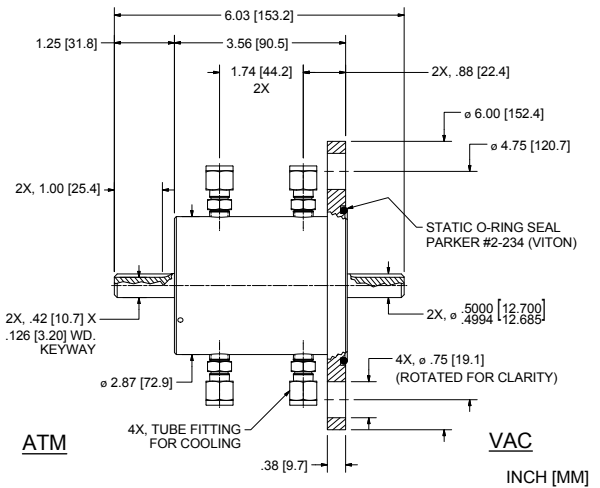 6.03 [153.2]
1.25 [31.8]
3.56 [90.5]
1.74 [44.2]
2X
2X, .88 [22.4]
ø 6.00 [152.4]
ø 4.75 [120.7]
2X, 1.00 [25.4]
STATIC O-RING SEAL
PARKER #2-234 (VITON)
2X, .42 [10.7] X
.126 [3.20] WD.
KEYWAY
2X, ø .5000 [12.700]
.4994 [12.685]
4X, ø .75 [19.1]
(ROTATED FOR CLARITY)
ø 2.87 [72.9]
4X, TUBE FITTING
FOR COOLING
ATM
VAC
.38 [9.7]
INCH [MM]